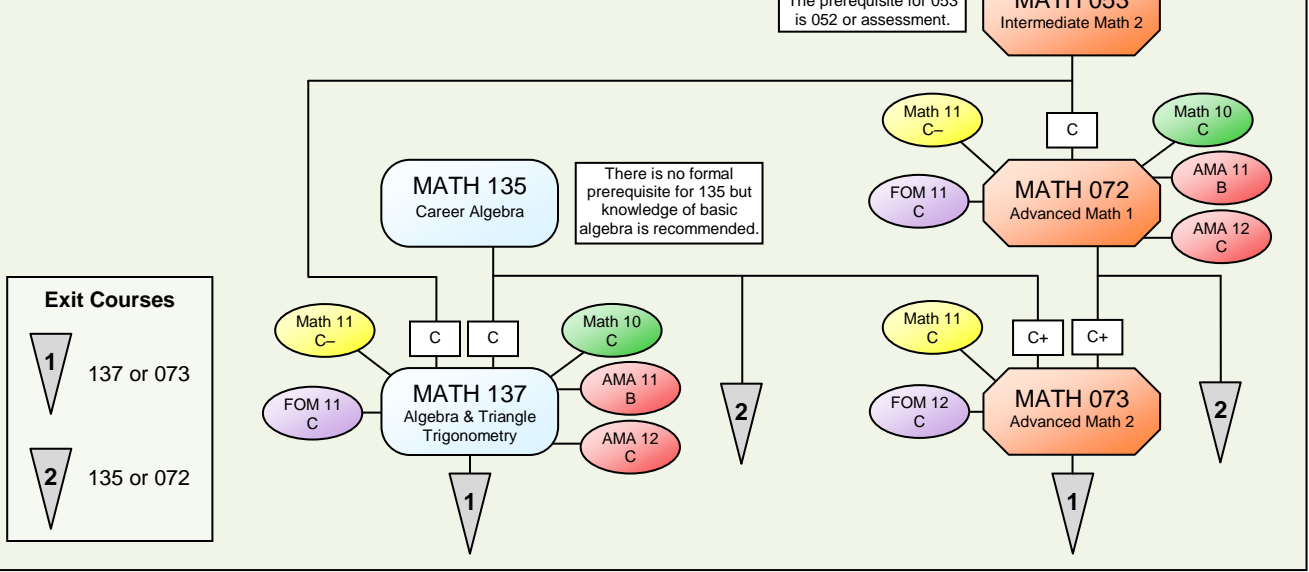 The prerequisite for 053
is 052 or assessment.
MATH 053
Intermediate Math 2
Math 11
C–
C
Math 10
C
FOM 11
C
MATH 072
Advanced Math 1
AMA 11
B
AMA 12
C
MATH 135
Career Algebra
There is no formal
prerequisite for 135 but
knowledge of basic
algebra is recommended.
Exit Courses
1
137 or 073
2
135 or 072
Math 11
C–
C
C
Math 10
C
FOM 11
C
MATH 137
Algebra & Triangle
Trigonometry
AMA 11
B
AMA 12
C
1
2
Math 11
C
C+
C+
FOM 12
C
MATH 073
Advanced Math 2
1
2